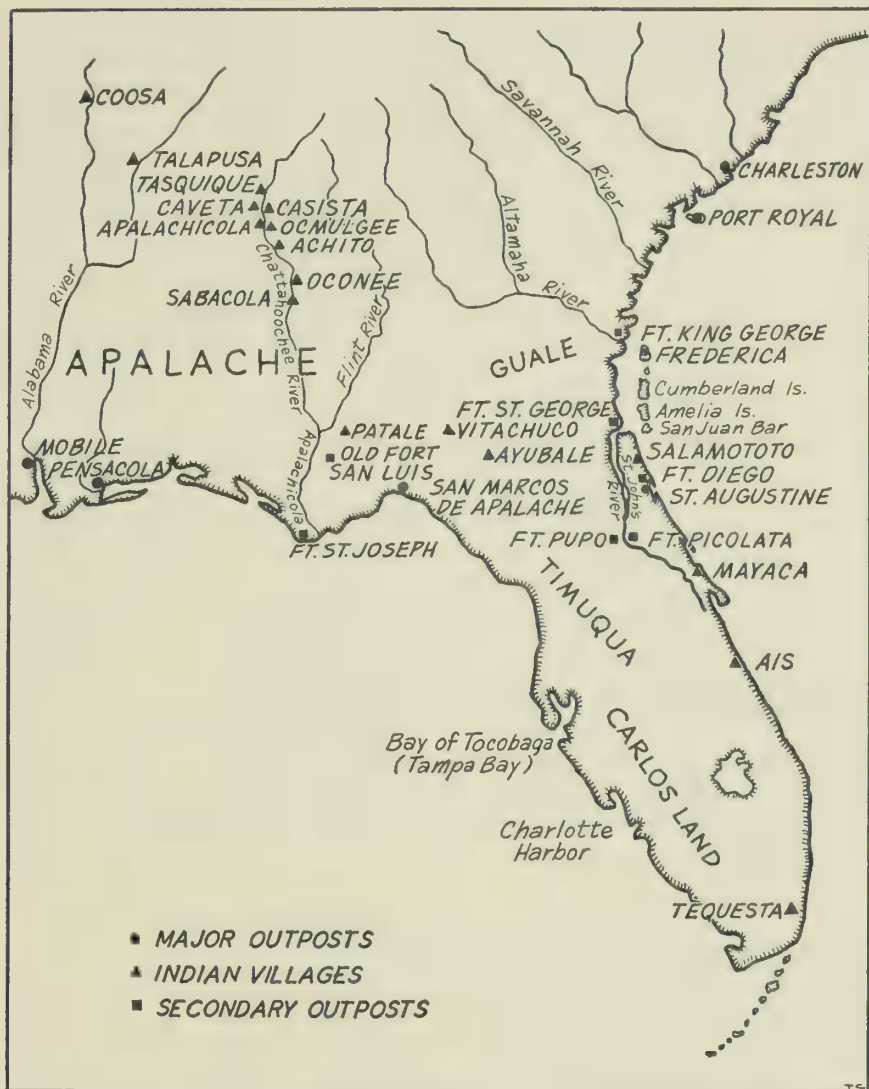 COOSA
TALAPUSA
TASQUIQUE
CAVETA
CASISTA
APALACHICOLA
OCMULGEE
ACHITO
OCONEE
SABACOLA
Chattahoochee River
Flint River
Apalachicola
Alabama River
APALACHE
Savannah River
Altamaha River
CHARLESTON
PORT ROYAL
GUALE
FT. KING GEORGE
FREDERICA
Cumberland Is.
Amelia Is.
San Juan Bar
FT. ST. GEORGE
PATALE
VITACHUCO
OLD FORT
SAN LUIS
AYUBALE
SALAMOTOTO
FT. DIEGO
ST. AUGUSTINE
St. John's River
MOBILE
PENSACOLA
SAN MARCOS
DE APALACHE
FT. ST. JOSEPH
FT. PUPO
FT. PICOLATA
MAYACA
TIMUQUA
AIS
Bay of Tocobaga
(Tampa Bay)
CARLOS LAND
Charlotte
Harbor
TEQUESTA
MAJOR OUTPOSTS
INDIAN VILLAGES
SECONDARY OUTPOSTS